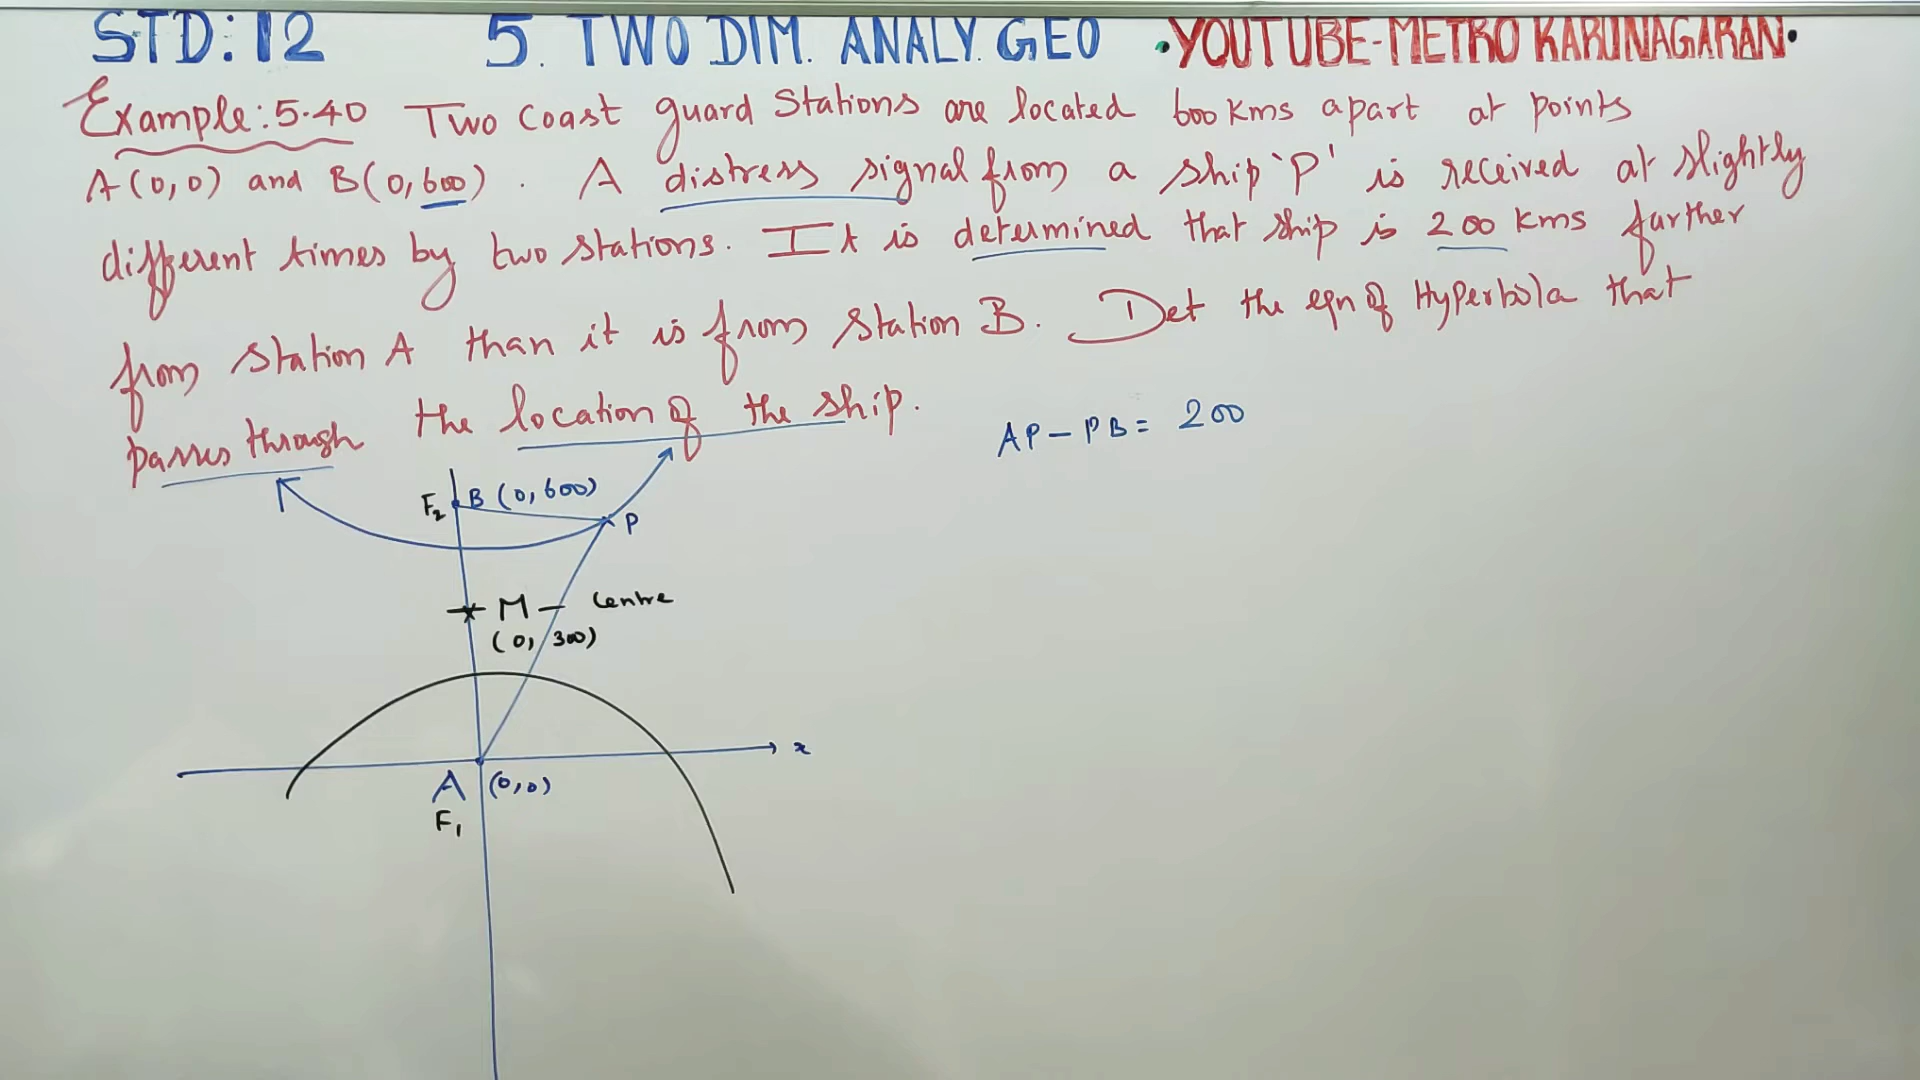 STD: 12 5. TWO DIM. ANALY. GEO •YOUTUBE-METRO KARUNAGARAN•
Example: 5.40 Two Coast guard Stations are located 600 Kms apart at points
A(0,0) and B(0,600). A distress signal from a ship 'P' is received at slightly
different times by two stations. It is determined that ship is 200 Kms further
from station A than it is from station B. Det the eqn of Hyperbola that
passes through the location of the ship.
AP - PB = 200
F₂ B (0, 600)
P
M - Centre
(0, 300)
x
A (0,0)
F₁